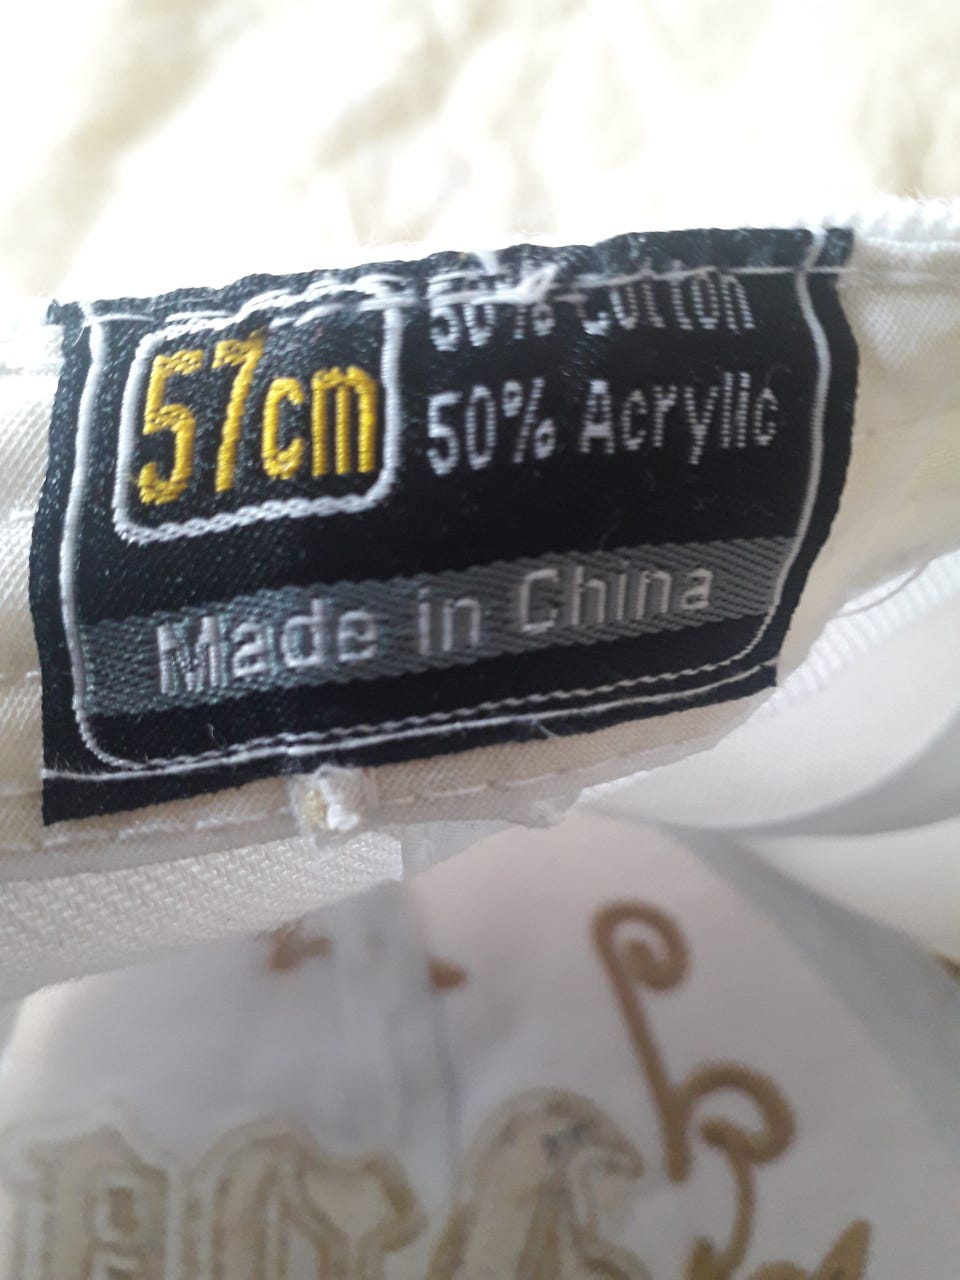 57cm
50% Cotton
50% Acrylic
Made in China